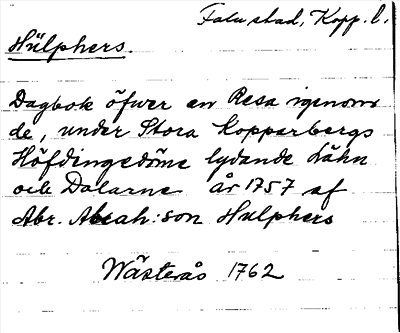 Falu stad, Kopp. l.
Hülphers.
Dagbok öfwer en Resa igenom
de, under Stora Kopparbergs
Höfdingedöme lydande Lähn
och Dalarne år 1757 af
Abr. Abrah:son Hülphers
Wästerås 1762